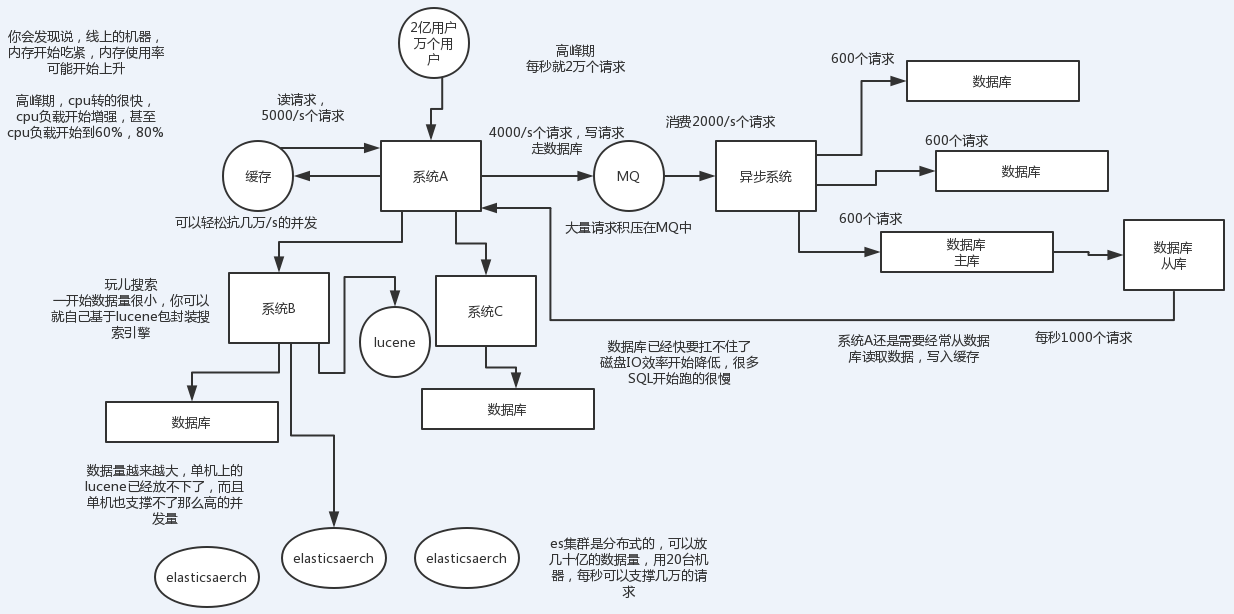 2亿用户
万个用
户
你会发现说，线上的机器，
内存开始吃紧，内存使用率
可能开始上升
高峰期，cpu转的很快，
cpu负载开始增强，甚至
cpu负载开始到60%，80%
高峰期
每秒就2万个请求
读请求，
5000/s个请求
缓存
可以轻松抗几万/s的并发
系统A
4000/s个请求，写请求
走数据库
MQ
大量请求积压在MQ中
消费2000/s个请求
异步系统
600个请求
数据库
600个请求
数据库
600个请求
数据库
主库
数据库
从库
每秒1000个请求
系统A还是需要经常从数据
库读取数据，写入缓存
玩儿搜索
一开始数据量很小，你可以
就自己基于lucene包封装搜
索引擎
系统B
lucene
系统C
数据库已经快要扛不住了
磁盘IO效率开始降低，很多
SQL开始跑的很慢
数据库
数据库
数据量越来越大，单机上的
lucene已经放不下了，而且
单机也支撑不了那么高的并
发量
elasticsaerch
elasticsaerch
elasticsaerch
es集群是分布式的，可以放
几十亿的数据量，用20台机
器，每秒可以支撑几万的请
求